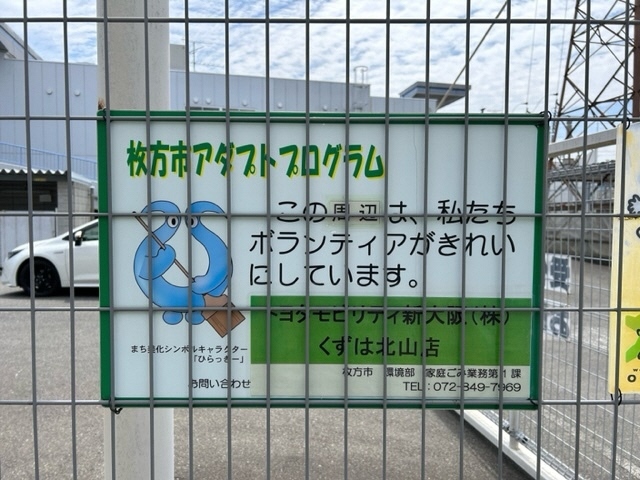 枚方市アダプトプログラム
この周辺は、私たち
ボランティアがきれい
にしています。
トヨタモビリティ新大阪(株)
くずは北山店
まち美化シンボルキャラクター
「ひらっきー」
お問い合わせ
枚方市 環境部 家庭ごみ業務第1課
TEL:072-849-7969